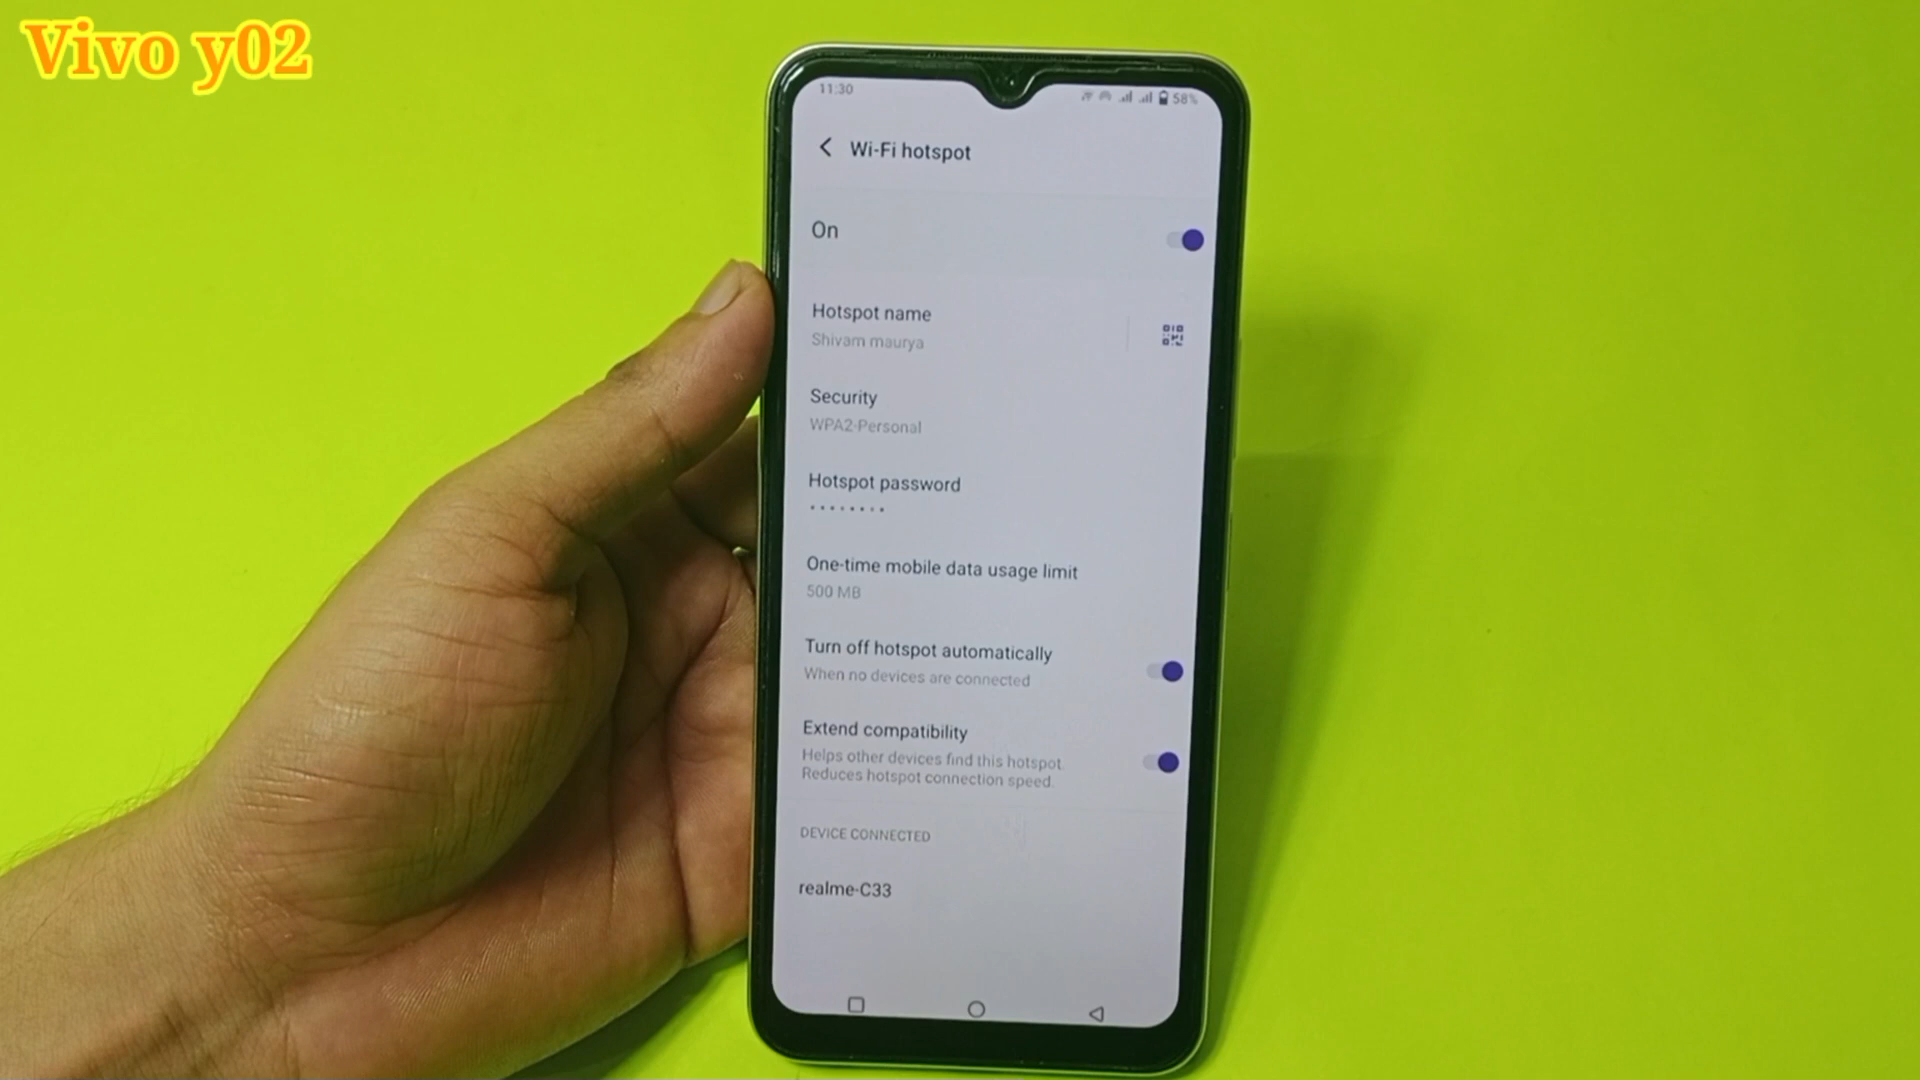 Vivo y02
11:30
58%
Wi-Fi hotspot
On
Hotspot name
Shivam maurya
Security
WPA2-Personal
Hotspot password
••••••••
One-time mobile data usage limit
500 MB
Turn off hotspot automatically
When no devices are connected
Extend compatibility
Helps other devices find this hotspot.
Reduces hotspot connection speed.
DEVICE CONNECTED
realme-C33